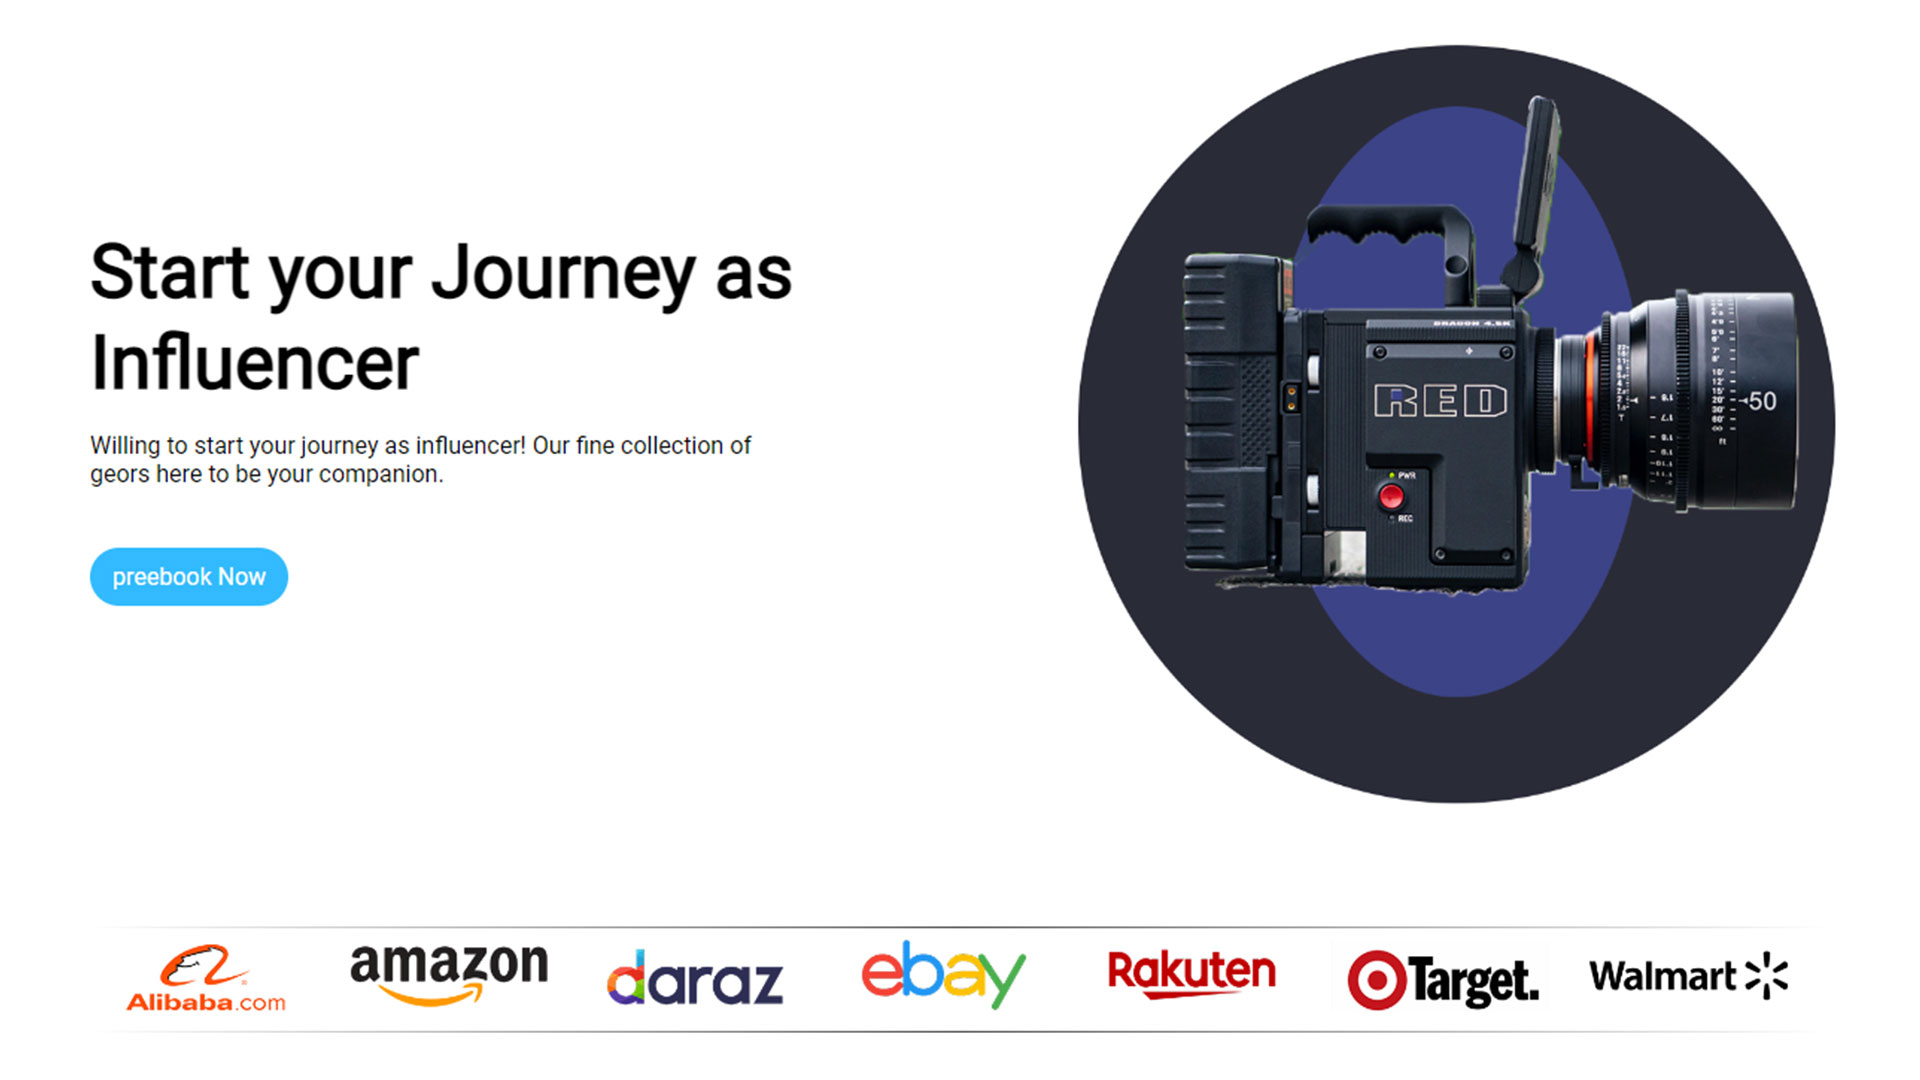 Start your Journey as
Influencer
Willing to start your journey as influencer! Our fine collection of
geors here to be your companion.
preebook Now
DRAGON 4.5K
RED
PWR
REC
50
Alibaba.com
amazon
daraz
ebay
Rakuten
Target.
Walmart